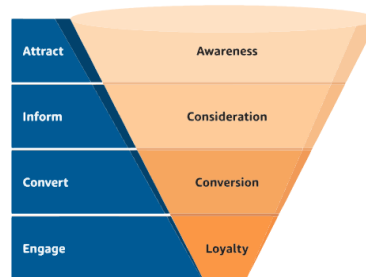 Attract Awareness
Inform Consideration
Convert Conversion
Engage Loyalty